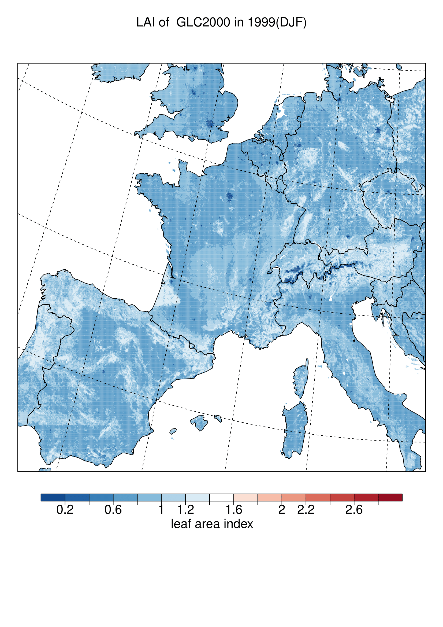 LAI of GLC2000 in 1999(DJF)
0.2 0.6 1 1.2 1.6 2 2.2 2.6
leaf area index